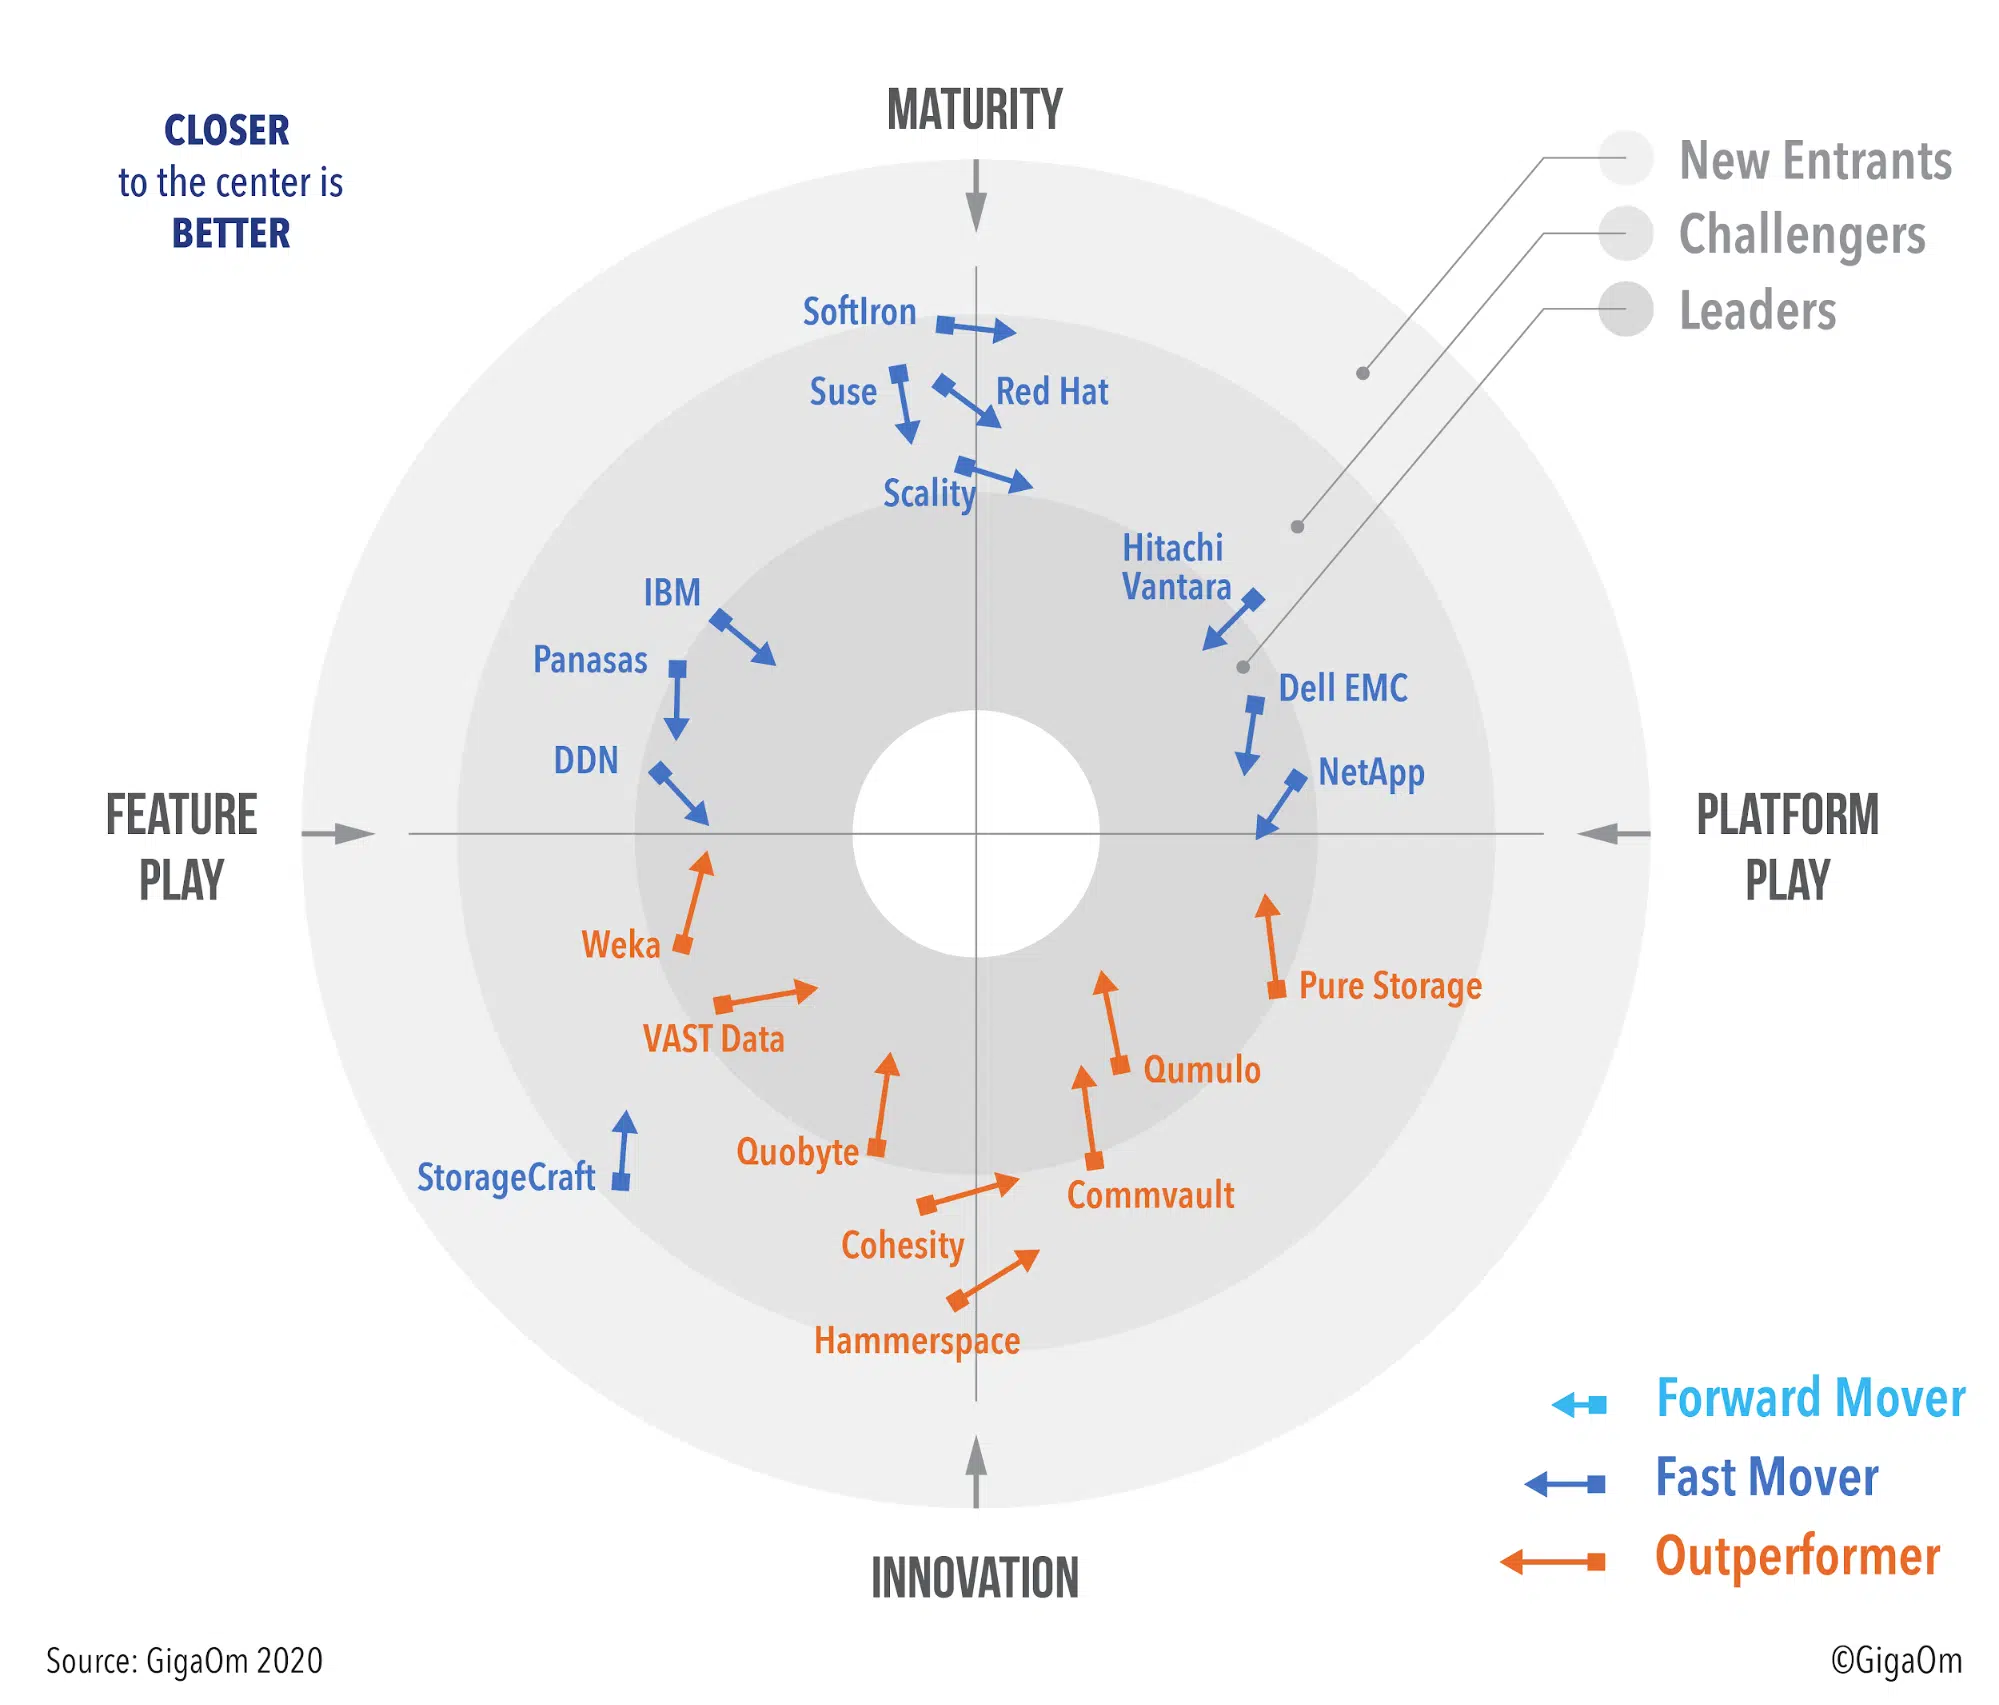 CLOSER
to the center is
BETTER
MATURITY
New Entrants
Challengers
Leaders
SoftIron
Suse
Red Hat
Scality
Hitachi
Vantara
IBM
Panasas
Dell EMC
DDN
NetApp
FEATURE
PLAY
PLATFORM
PLAY
Weka
Pure Storage
VAST Data
Qumulo
Quobyte
StorageCraft
Commvault
Cohesity
Hammerspace
Forward Mover
Fast Mover
Outperformer
INNOVATION
Source: GigaOm 2020
©GigaOm